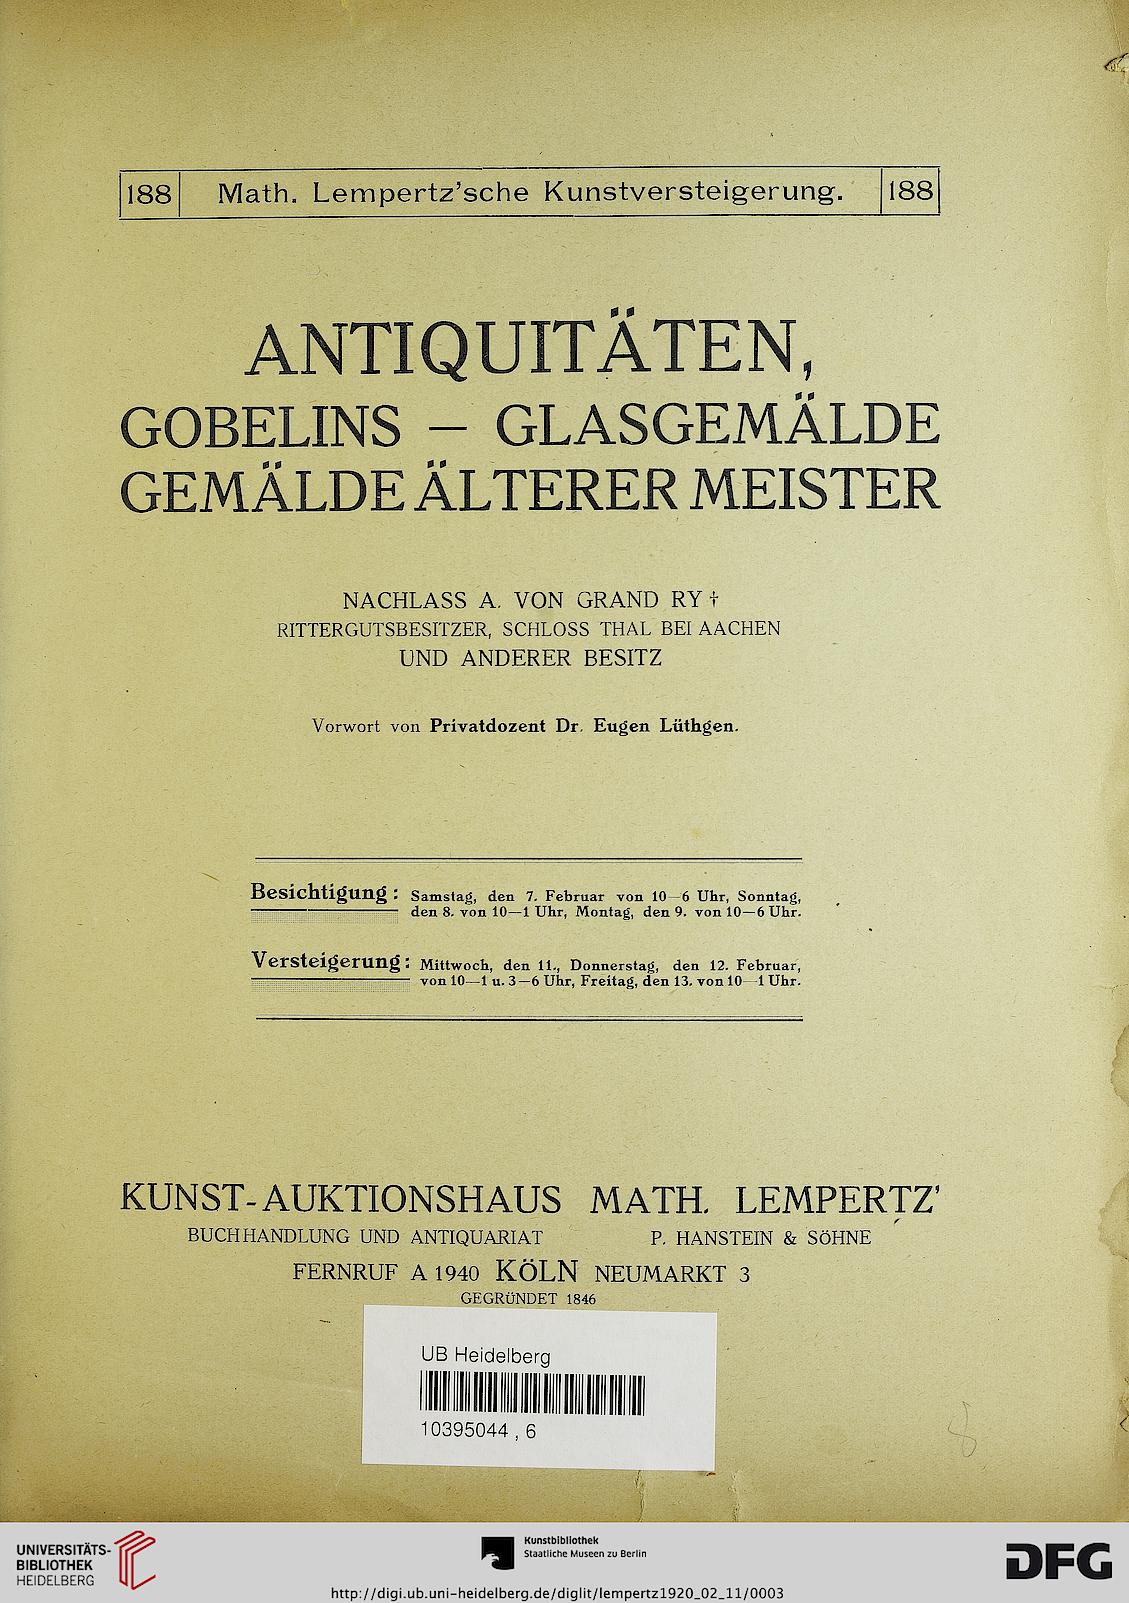 188 Math. Lempertz'sche Kunstversteigerung. 188
ANTIQUITÄTEN,
GOBELINS — GLASGEMÄLDE
GEMÄLDE ÄLTERER MEISTER
NACHLASS A. VON GRAND RY †
RITTERGUTSBESITZER, SCHLOSS THAL BEI AACHEN
UND ANDERER BESITZ
Vorwort von Privatdozent Dr. Eugen Lüthgen.
Besichtigung: Samstag, den 7. Februar von 10—6 Uhr, Sonntag,
den 8. von 10—1 Uhr, Montag, den 9. von 10—6 Uhr.
Versteigerung: Mittwoch, den 11., Donnerstag, den 12. Februar,
von 10—1 u. 3—6 Uhr, Freitag, den 13. von 10—1 Uhr.
KUNST-AUKTIONSHAUS MATH. LEMPERTZ'
BUCHHANDLUNG UND ANTIQUARIAT P. HANSTEIN & SÖHNE
FERNRUF A 1940 KÖLN NEUMARKT 3
GEGRÜNDET 1846
UB Heidelberg
10395044 , 6
8
UNIVERSITÄTS-
BIBLIOTHEK
HEIDELBERG
Kunstbibliothek
Staatliche Museen zu Berlin
DFG
http://digi.ub.uni-heidelberg.de/diglit/lempertz1920_02_11/0003